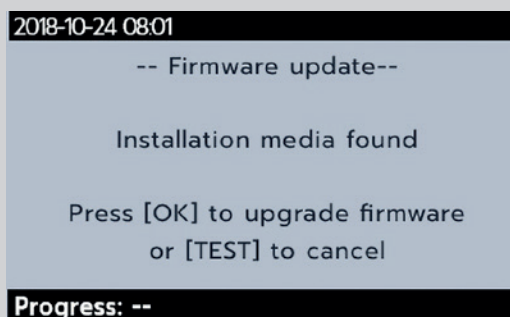 2018-10-24 08:01
-- Firmware update--
Installation media found
Press [OK] to upgrade firmware
or [TEST] to cancel
Progress: --